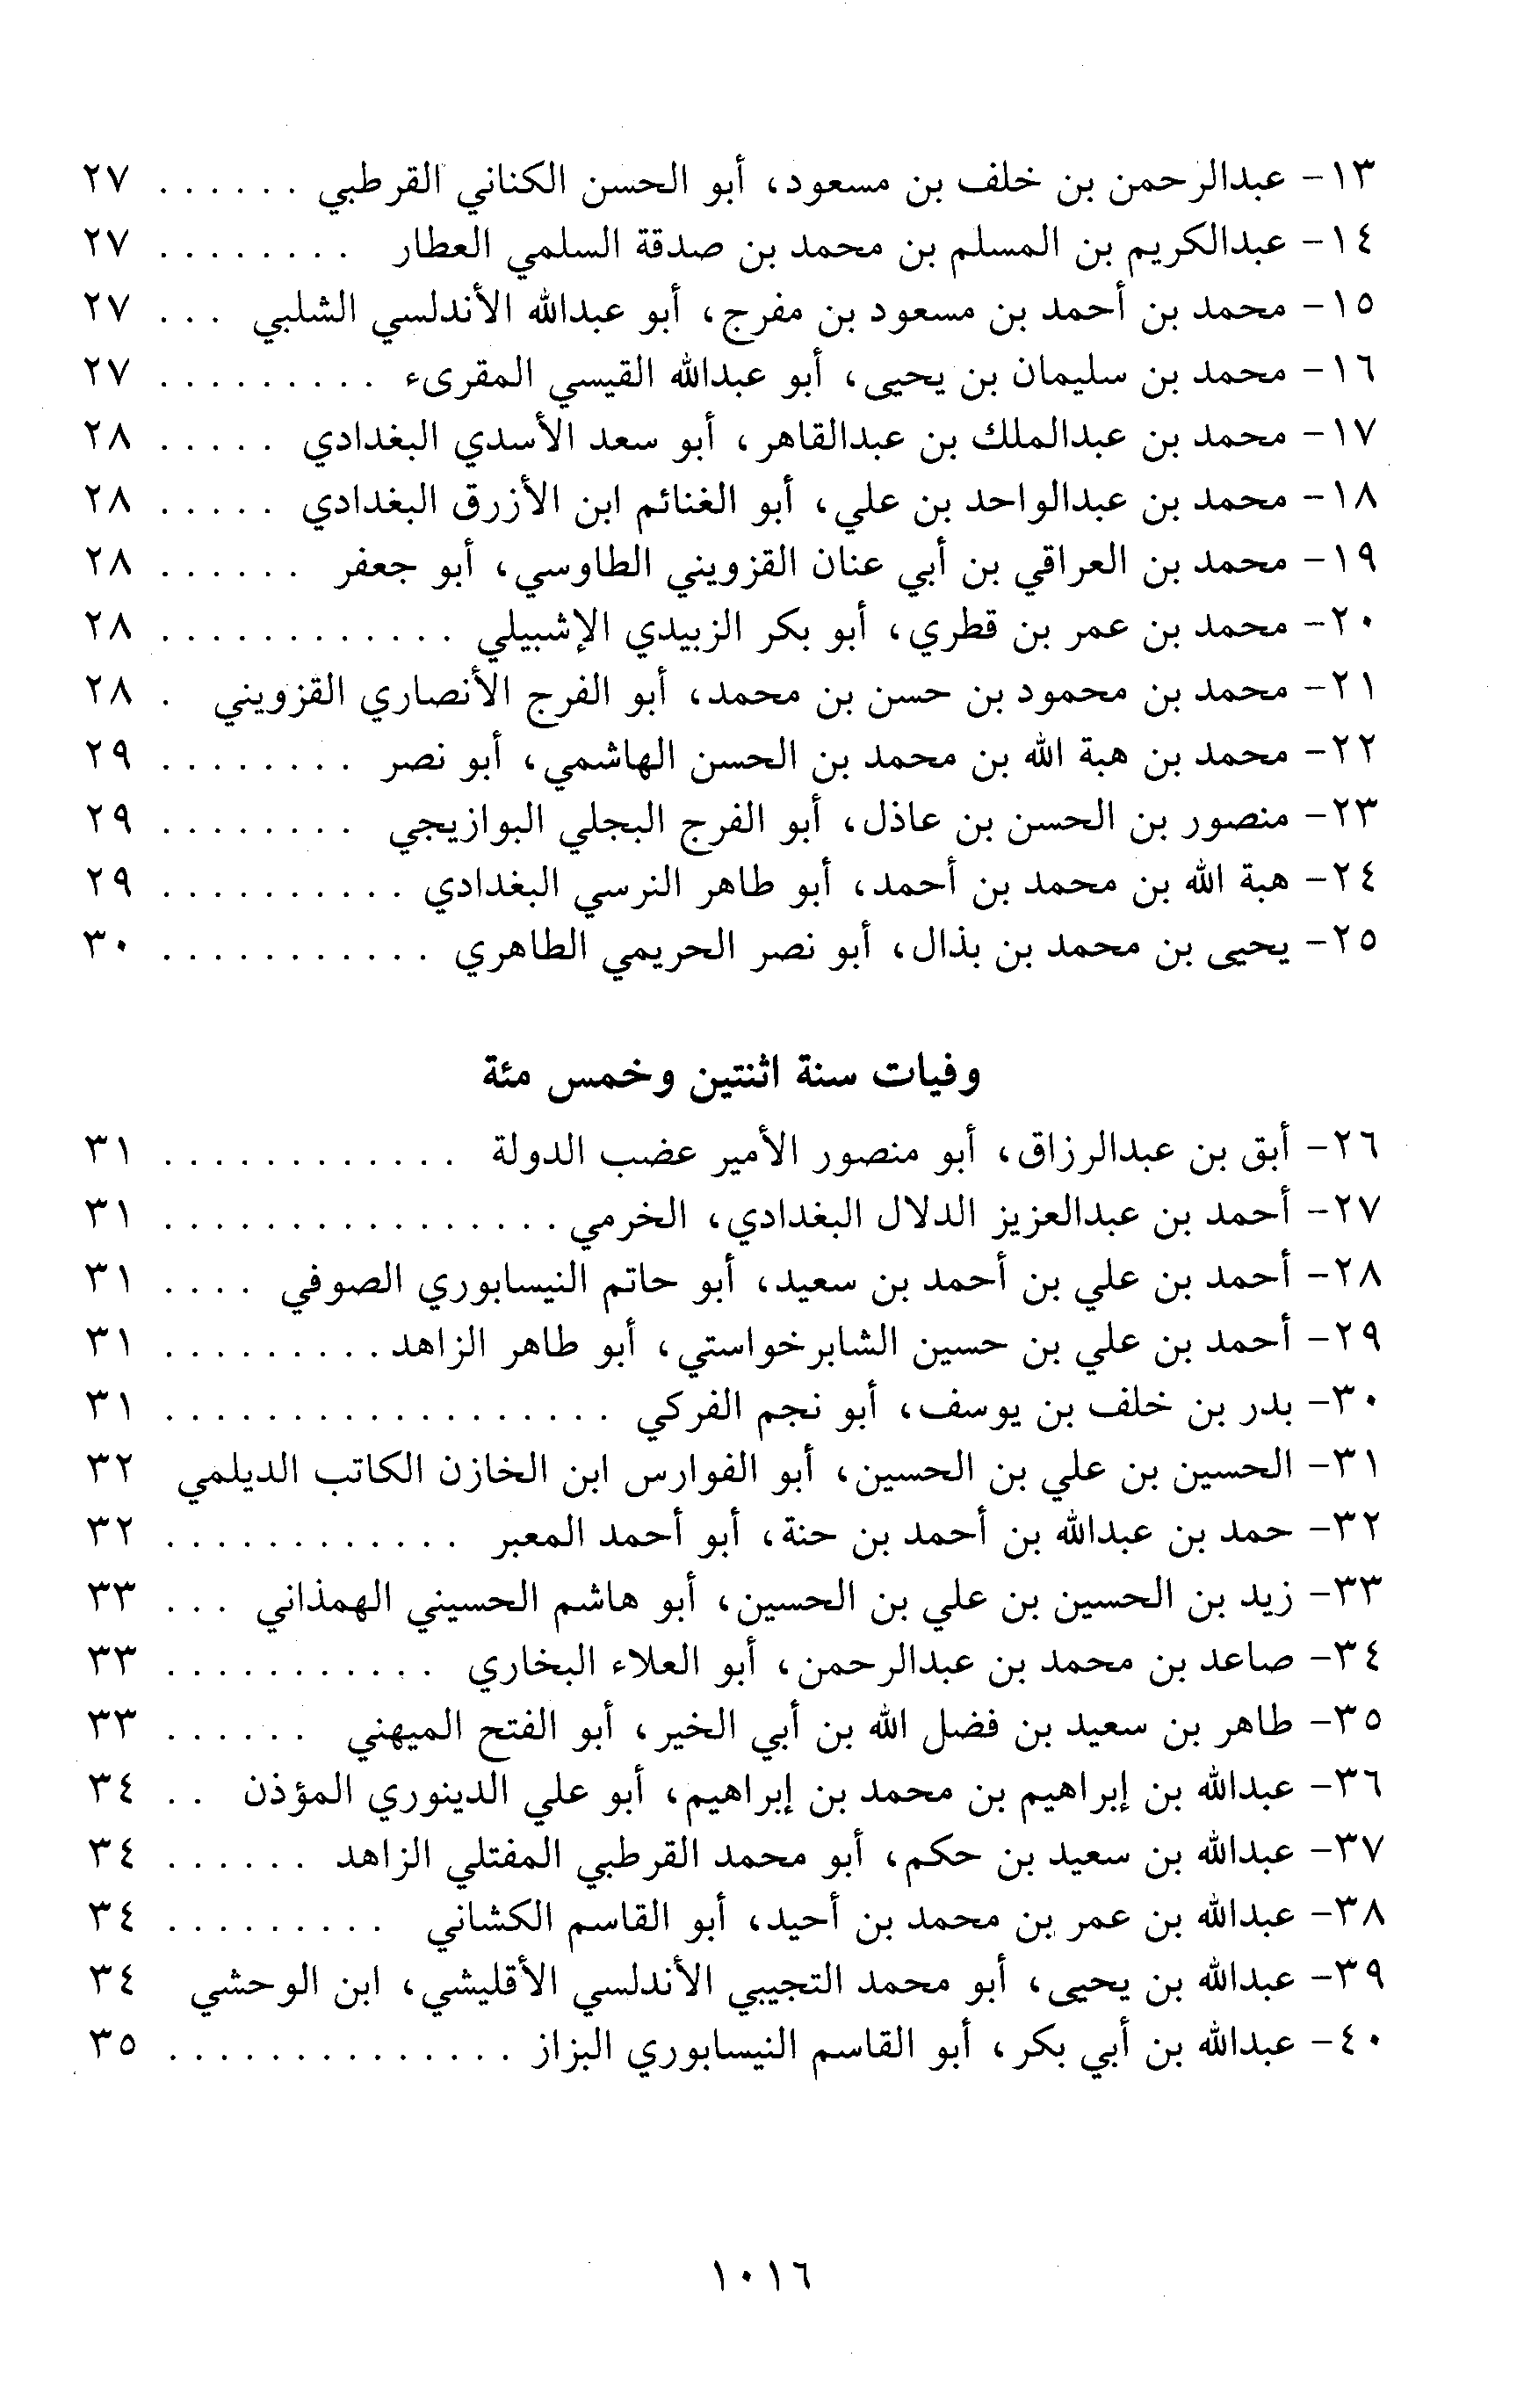 ١٣- عبدالرحمن بن خلف بن مسعود، أبو الحسن الكناني القرطبي . . . . . . ٢٧
١٤- عبدالكريم بن المسلم بن محمد بن صدقة السلمي العطار . . . . . . . . ٢٧
١٥- محمد بن أحمد بن مسعود بن مفرج، أبو عبدالله الأندلسي الشلبي . . . ٢٧
١٦- محمد بن سليمان بن يحيى، أبو عبدالله القيسي المقرىء . . . . . . . . . ٢٧
١٧- محمد بن عبدالملك بن عبدالقاهر، أبو سعد الأسدي البغدادي . . . . . ٢٨
١٨- محمد بن عبدالواحد بن علي، أبو الغنائم ابن الأزرق البغدادي . . . . . ٢٨
١٩- محمد بن العراقي بن أبي عنان القزويني الطاوسي، أبو جعفر . . . . . . ٢٨
٢٠- محمد بن عمر بن قطري، أبو بكر الزبيدي الإشبيلي . . . . . . . . . . . . ٢٨
٢١- محمد بن محمود بن حسن بن محمد، أبو الفرج الأنصاري القزويني . ٢٨
٢٢- محمد بن هبة الله بن محمد بن الحسن الهاشمي، أبو نصر . . . . . . . . ٢٩
٢٣- منصور بن الحسن بن عاذل، أبو الفرج البجلي البوازيجي . . . . . . . . ٢٩
٢٤- هبة الله بن محمد بن أحمد، أبو طاهر النرسي البغدادي . . . . . . . . . . ٢٩
٢٥- يحيى بن محمد بن بذال، أبو نصر الحريمي الطاهري . . . . . . . . . . . ٣٠
وفيات سنة اثنتين وخمس مئة
٢٦- أبق بن عبدالرزاق، أبو منصور الأمير عضب الدولة . . . . . . . . . . . . ٣١
٢٧- أحمد بن عبدالعزيز الدلال البغدادي، الخرمي . . . . . . . . . . . . . . . . ٣١
٢٨- أحمد بن علي بن أحمد بن سعيد، أبو حاتم النيسابوري الصوفي . . . . ٣١
٢٩- أحمد بن علي بن حسين الشابرخواستي، أبو طاهر الزاهد . . . . . . . . . ٣١
٣٠- بدر بن خلف بن يوسف، أبو نجم الفركي . . . . . . . . . . . . . . . . . . ٣١
٣١- الحسين بن علي بن الحسين، أبو الفوارس ابن الخازن الكاتب الديلمي ٣٢
٣٢- حمد بن عبدالله بن أحمد بن حنة، أبو أحمد المعبر . . . . . . . . . . . . ٣٢
٣٣- زيد بن الحسين بن علي بن الحسين، أبو هاشم الحسيني الهمذاني . . . ٣٣
٣٤- صاعد بن محمد بن عبدالرحمن، أبو العلاء البخاري . . . . . . . . . . . ٣٣
٣٥- طاهر بن سعيد بن فضل الله بن أبي الخير، أبو الفتح الميهني . . . . . . ٣٣
٣٦- عبدالله بن إبراهيم بن محمد بن إبراهيم، أبو علي الدينوري المؤذن . . ٣٤
٣٧- عبدالله بن سعيد بن حكم، أبو محمد القرطبي المفتلي الزاهد . . . . . . ٣٤
٣٨- عبدالله بن عمر بن محمد بن أحيد، أبو القاسم الكشاني . . . . . . . . . ٣٤
٣٩- عبدالله بن يحيى، أبو محمد التجيبي الأندلسي الأقليشي، ابن الوحشي ٣٤
٤٠- عبدالله بن أبي بكر، أبو القاسم النيسابوري البزاز . . . . . . . . . . . . . . ٣٥
١٠١٦